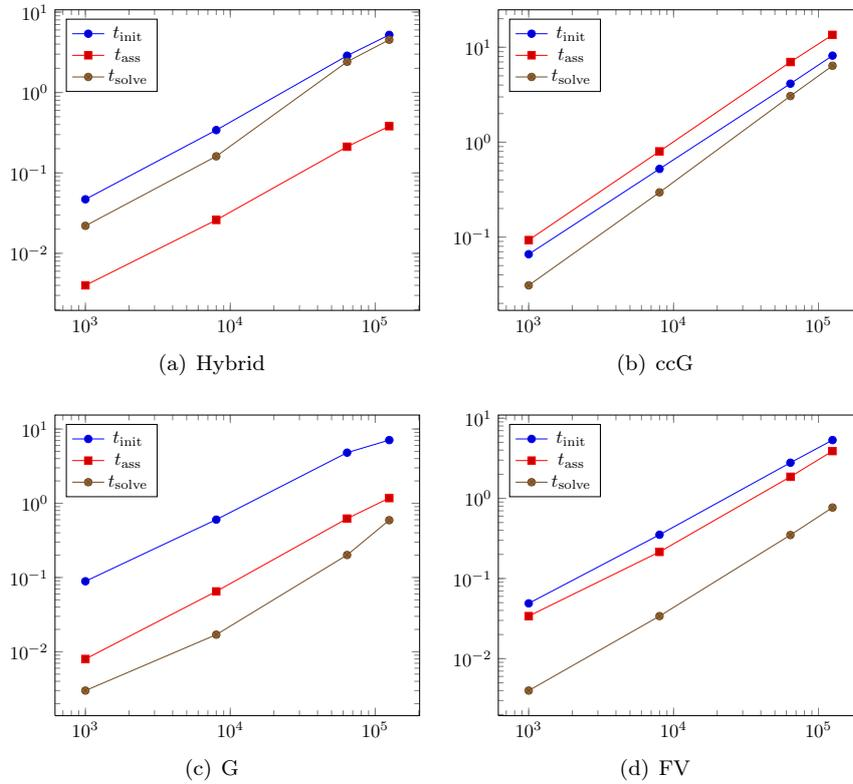 10^1
10^0
10^{-1}
10^{-2}
10^3 10^4 10^5
t_init
t_ass
t_solve
(a) Hybrid
10^1
10^0
10^{-1}
10^3 10^4 10^5
t_init
t_ass
t_solve
(b) ccG
10^1
10^0
10^{-1}
10^{-2}
10^3 10^4 10^5
t_init
t_ass
t_solve
(c) G
10^1
10^0
10^{-1}
10^{-2}
10^3 10^4 10^5
t_init
t_ass
t_solve
(d) FV